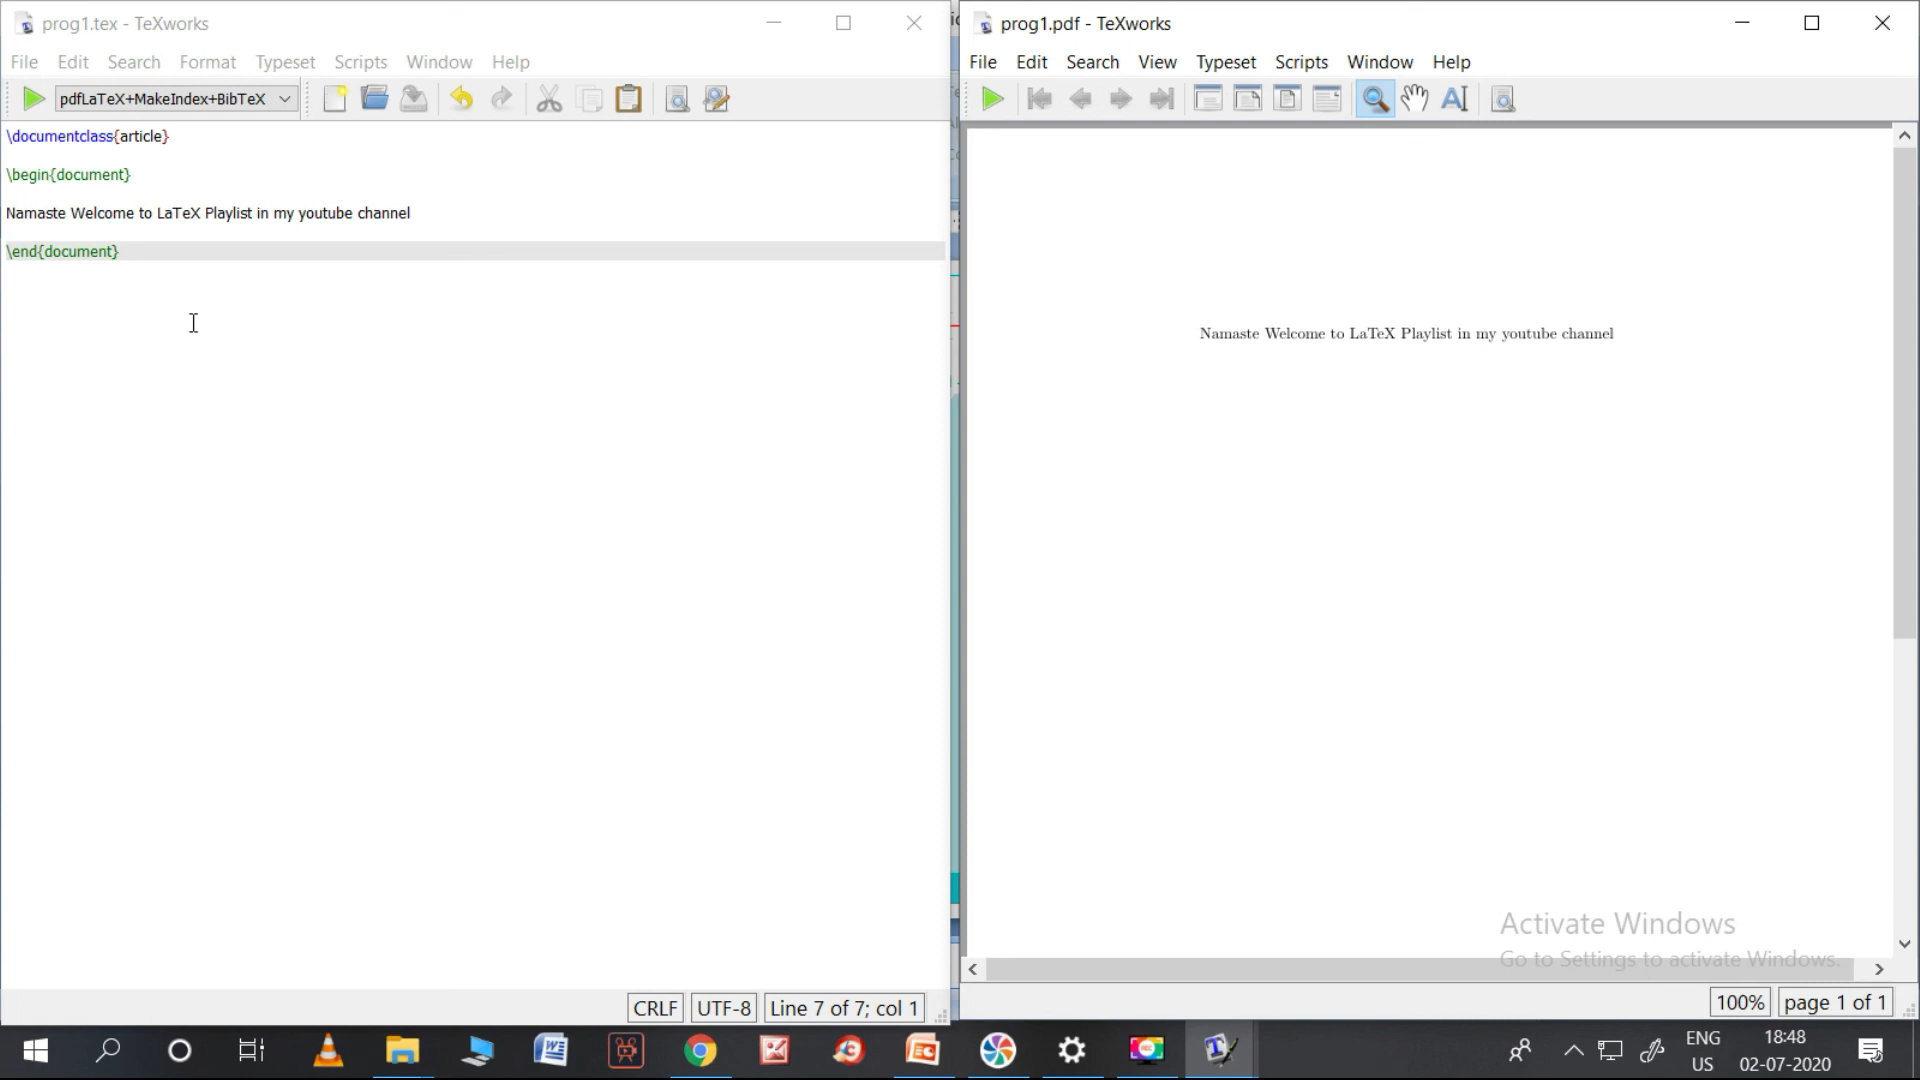 prog1.tex - TeXworks
File Edit Search Format Typeset Scripts Window Help
pdfLaTeX+MakeIndex+BibTeX
\documentclass{article}
\begin{document}
Namaste Welcome to LaTeX Playlist in my youtube channel
\end{document}
CRLF UTF-8 Line 7 of 7; col 1
prog1.pdf - TeXworks
File Edit Search View Typeset Scripts Window Help
Namaste Welcome to LaTeX Playlist in my youtube channel
Activate Windows
Go to Settings to activate Windows.
100% page 1 of 1
ENG
US
18:48
02-07-2020